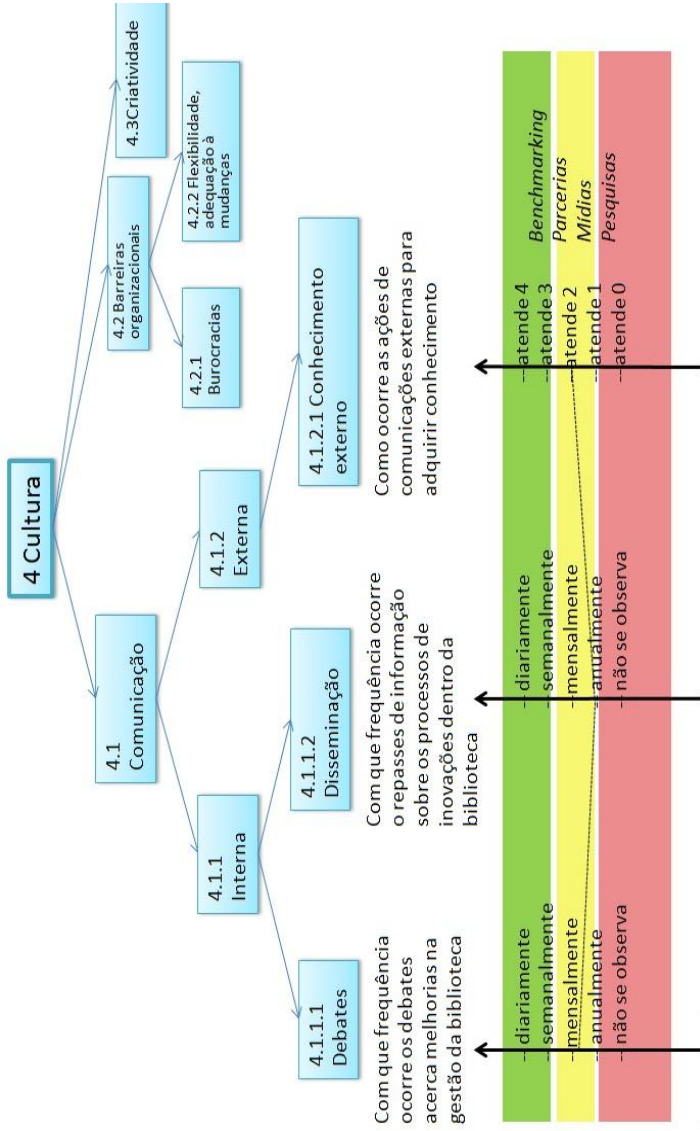 4 Cultura
4.1
Comunicação
4.2 Barreiras
organizacionais
4.3Criatividade
4.1.1
Interna
4.1.2
Externa
4.2.1
Burocracias
4.2.2 Flexibilidade,
adequação à
mudanças
4.1.1.1
Debates
4.1.1.2
Disseminação
4.1.2.1 Conhecimento
externo
Com que frequência
ocorre os debates
acerca melhorias na
gestão da biblioteca
Com que frequência ocorre
o repasses de informação
sobre os processos de
inovações dentro da
biblioteca
Como ocorre as ações de
comunicações externas para
adquirir conhecimento
-- diariamente
-- semanalmente
-- mensalmente
-- anualmente
-- não se observa
-- diariamente
-- semanalmente
-- mensalmente
-- anualmente
-- não se observa
-- atende 4
-- atende 3
-- atende 2
-- atende 1
-- atende 0
Benchmarking
Parcerias
Mídias
Pesquisas